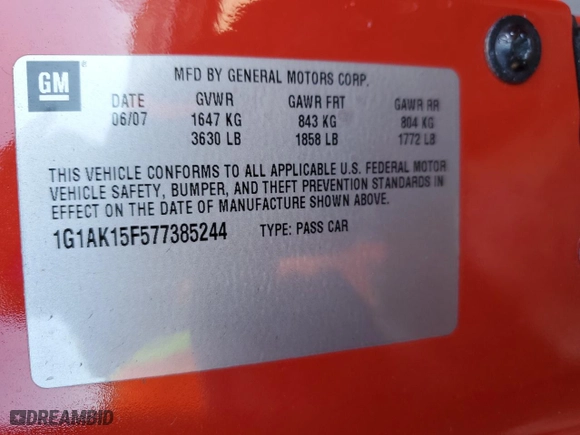 GM
MFD BY GENERAL MOTORS CORP.
DATE GVWR GAWR FRT GAWR RR
06/07 1647 KG 843 KG 804 KG
3630 LB 1858 LB 1772 LB
THIS VEHICLE CONFORMS TO ALL APPLICABLE U.S. FEDERAL MOTOR
VEHICLE SAFETY, BUMPER, AND THEFT PREVENTION STANDARDS IN
EFFECT ON THE DATE OF MANUFACTURE SHOWN ABOVE.
1G1AK15F577385244 TYPE: PASS CAR
DREAMBID